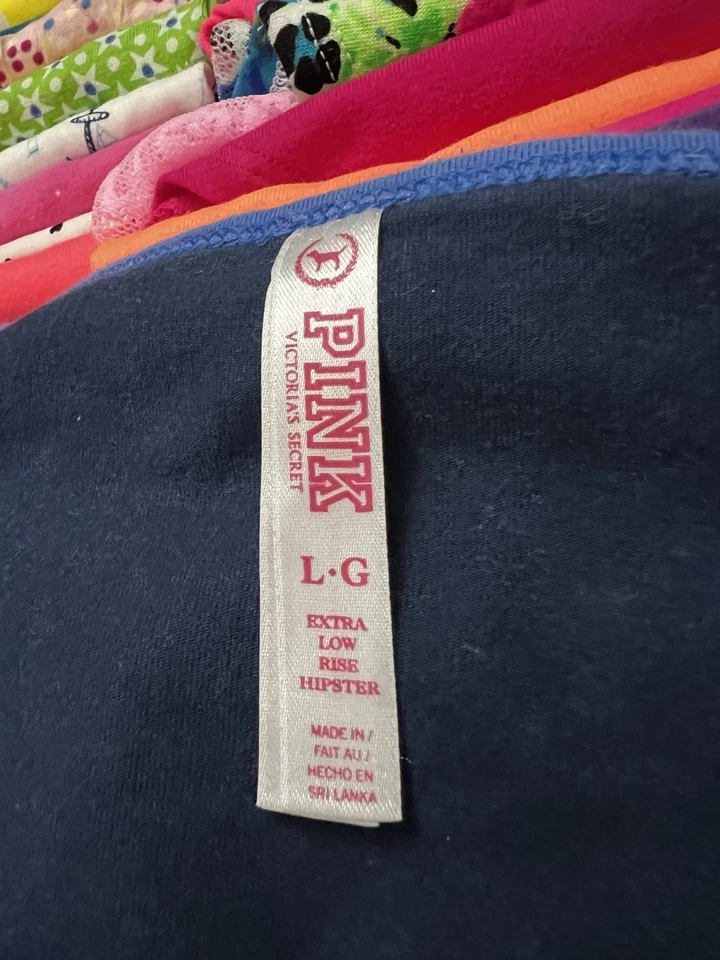 PINK
VICTORIA'S SECRET
L·G
EXTRA
LOW
RISE
HIPSTER
MADE IN /
FAIT AU /
HECHO EN
SRI LANKA